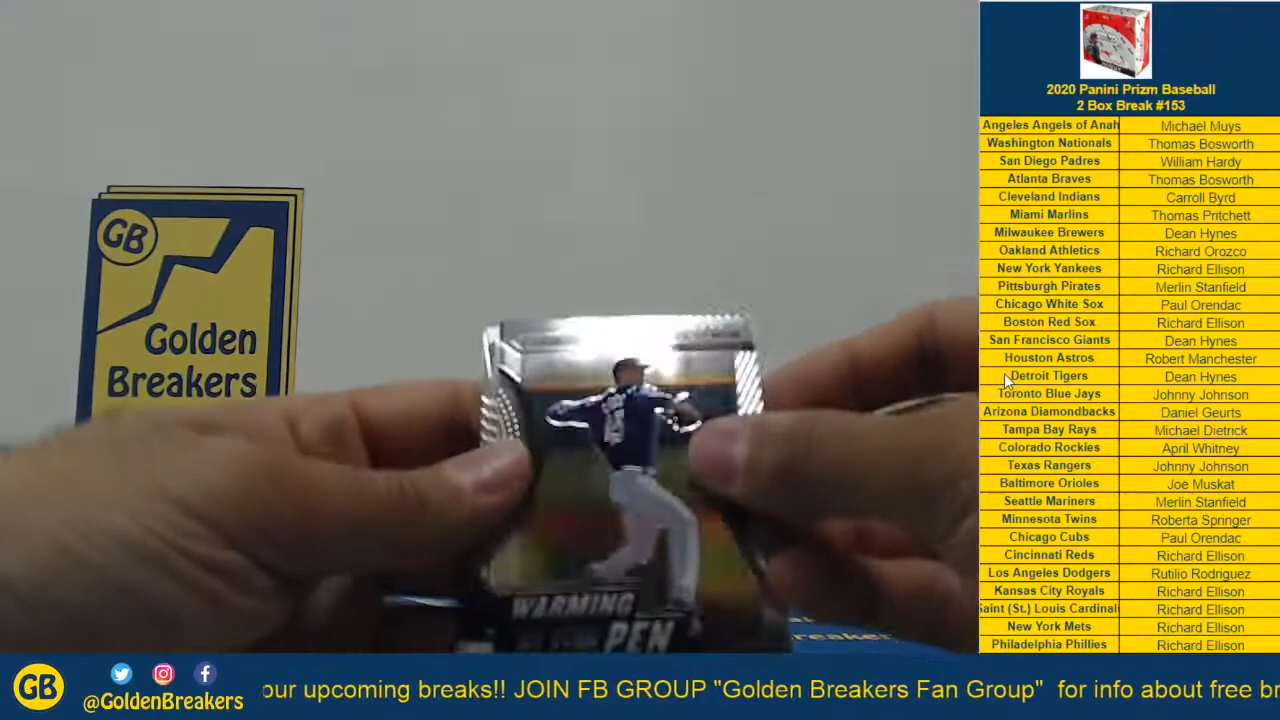 GB
Golden
Breakers
WARMING
PEN
2020 Panini Prizm Baseball
2 Box Break #153
Angeles Angels of Anah Michael Muys
Washington Nationals Thomas Bosworth
San Diego Padres William Hardy
Atlanta Braves Thomas Bosworth
Cleveland Indians Carroll Byrd
Miami Marlins Thomas Pritchett
Milwaukee Brewers Dean Hynes
Oakland Athletics Richard Orozco
New York Yankees Richard Ellison
Pittsburgh Pirates Merlin Stanfield
Chicago White Sox Paul Orendac
Boston Red Sox Richard Ellison
San Francisco Giants Dean Hynes
Houston Astros Robert Manchester
Detroit Tigers Dean Hynes
Toronto Blue Jays Johnny Johnson
Arizona Diamondbacks Daniel Geurts
Tampa Bay Rays Michael Dietrick
Colorado Rockies April Whitney
Texas Rangers Johnny Johnson
Baltimore Orioles Joe Muskat
Seattle Mariners Merlin Stanfield
Minnesota Twins Roberta Springer
Chicago Cubs Paul Orendac
Cincinnati Reds Richard Ellison
Los Angeles Dodgers Rutilio Rodriguez
Kansas City Royals Richard Ellison
Saint (St.) Louis Cardinals Richard Ellison
New York Mets Richard Ellison
Philadelphia Phillies Richard Ellison
GB
@GoldenBreakers
our upcoming breaks!! JOIN FB GROUP "Golden Breakers Fan Group" for info about free br